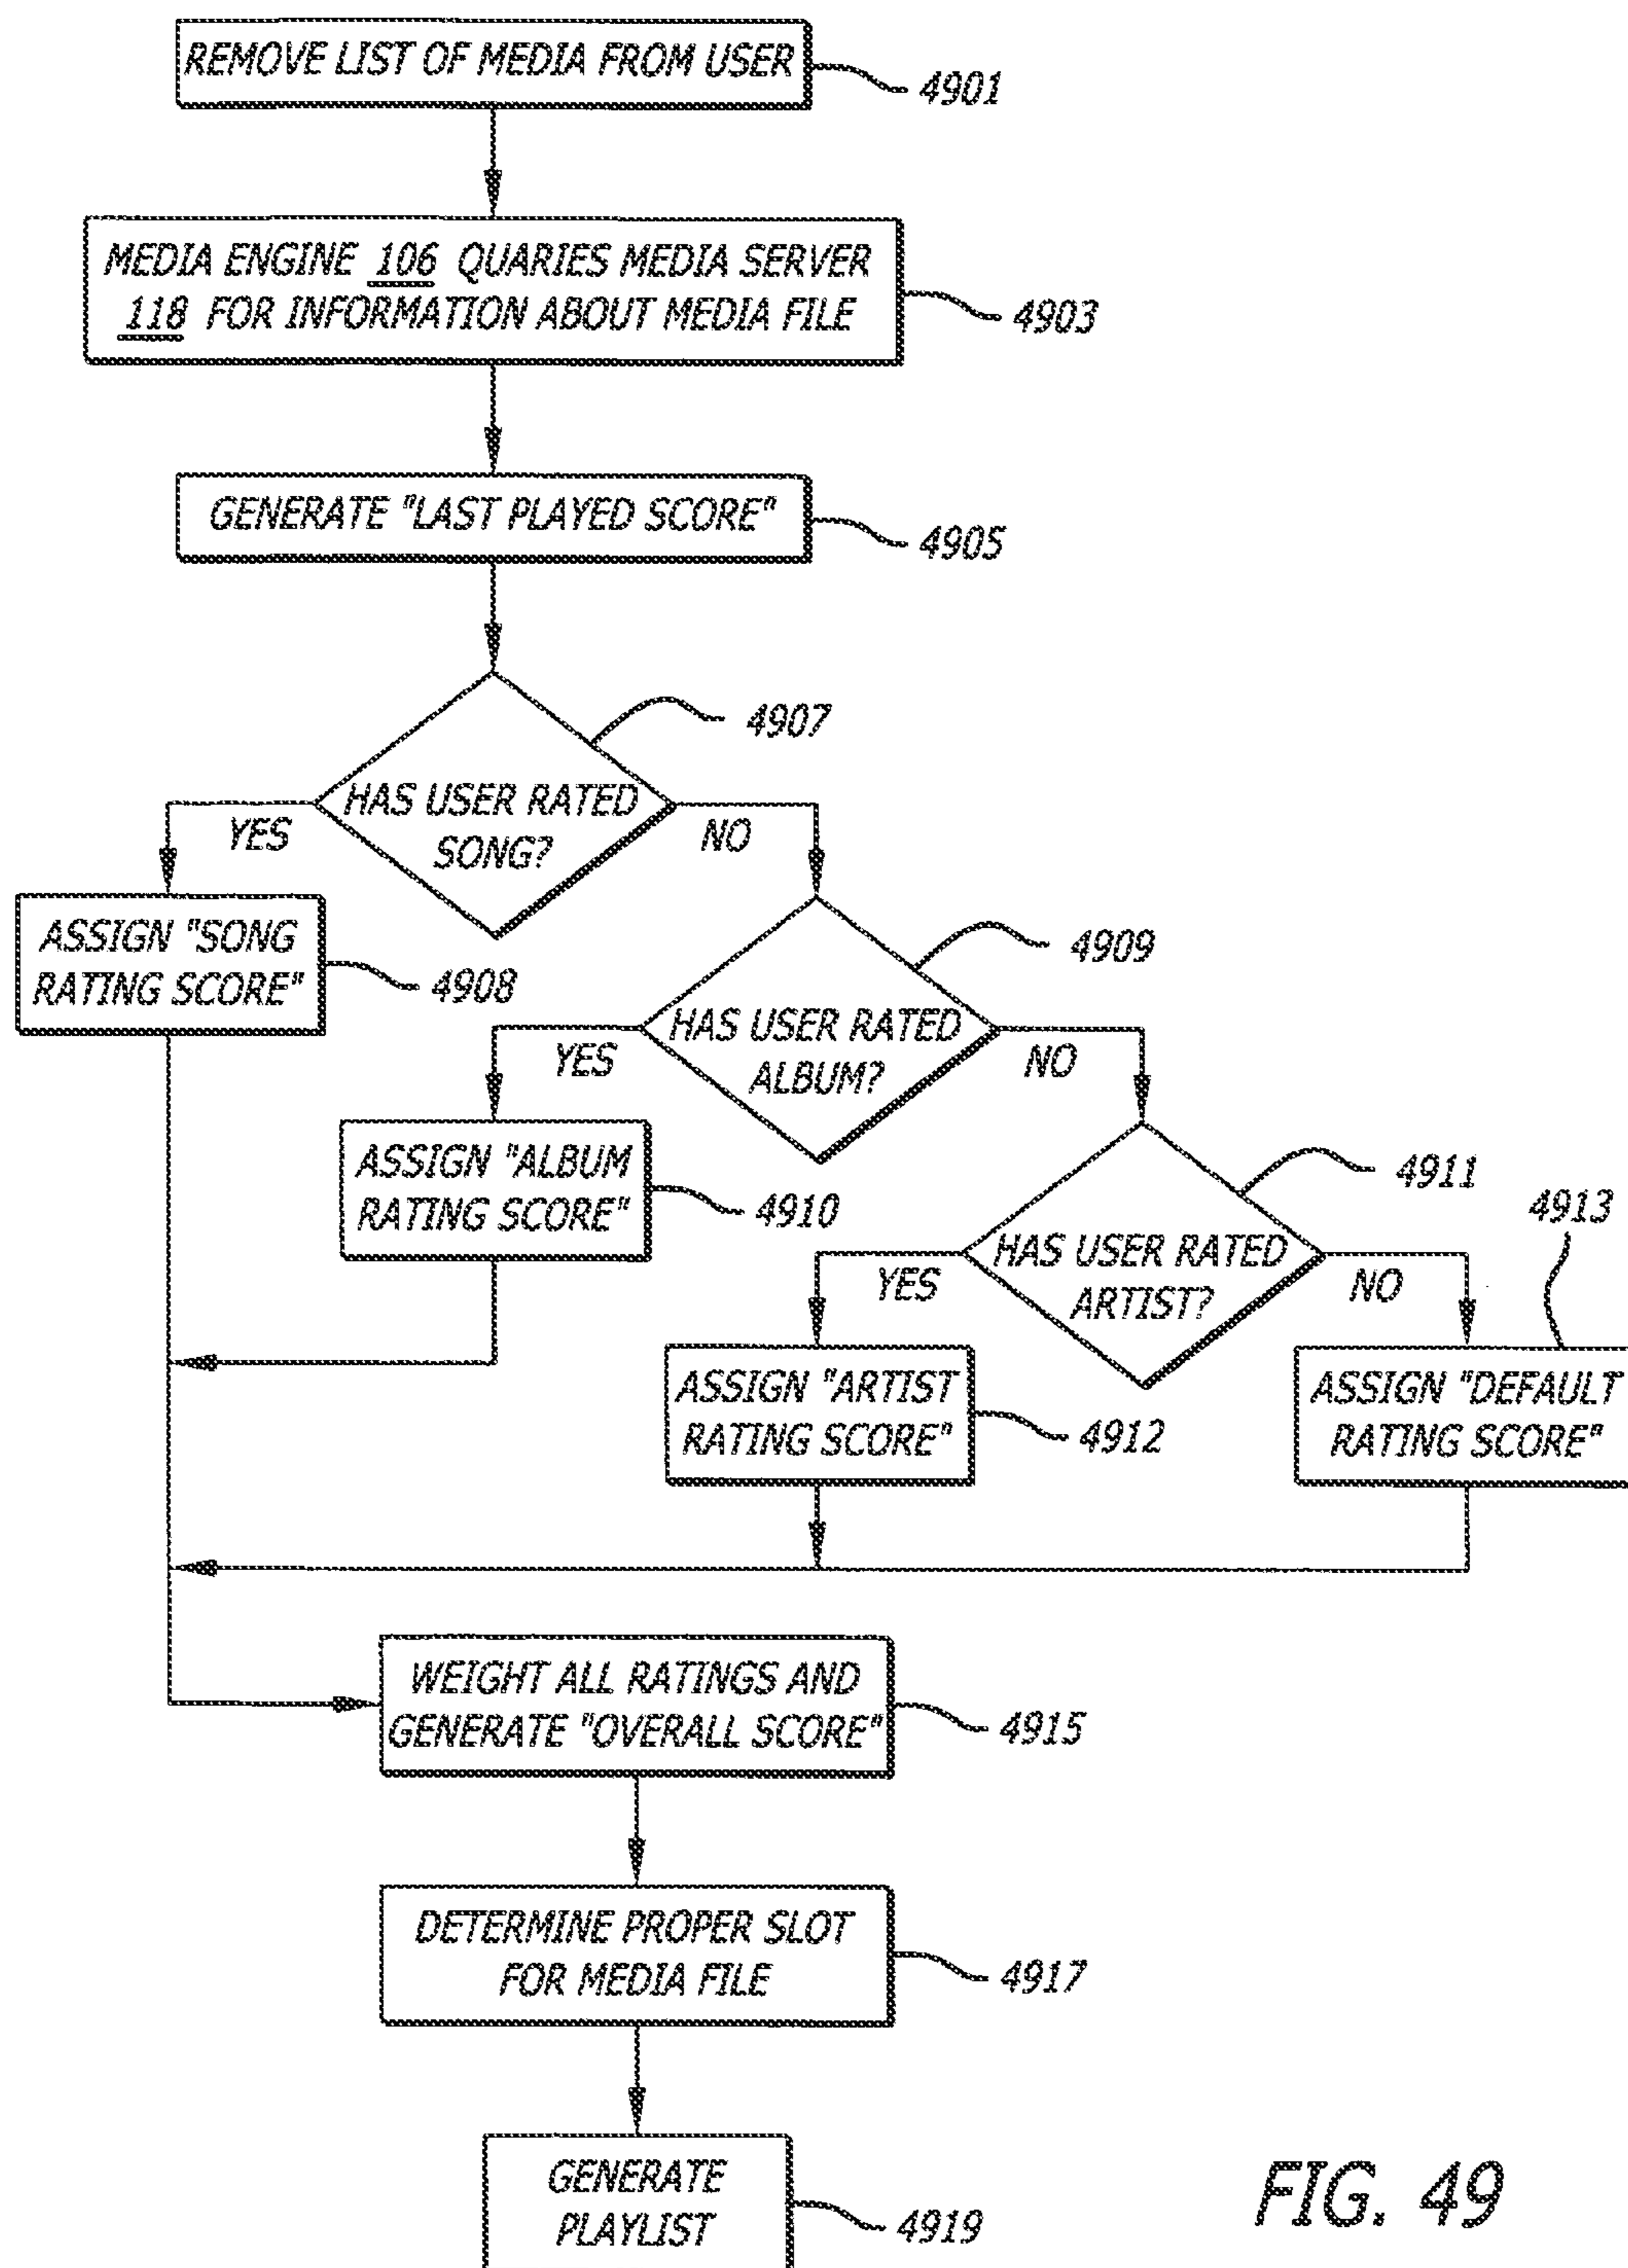 REMOVE LIST OF MEDIA FROM USER
4901
MEDIA ENGINE 106 QUARIES MEDIA SERVER
118 FOR INFORMATION ABOUT MEDIA FILE
4903
GENERATE "LAST PLAYED SCORE"
4905
4907
HAS USER RATED
SONG?
YES
NO
ASSIGN "SONG
RATING SCORE"
4908
4909
HAS USER RATED
ALBUM?
YES
NO
ASSIGN "ALBUM
RATING SCORE"
4910
4911
HAS USER RATED
ARTIST?
YES
NO
4913
ASSIGN "ARTIST
RATING SCORE"
4912
ASSIGN "DEFAULT
RATING SCORE"
WEIGHT ALL RATINGS AND
GENERATE "OVERALL SCORE"
4915
DETERMINE PROPER SLOT
FOR MEDIA FILE
4917
GENERATE
PLAYLIST
4919
FIG. 49